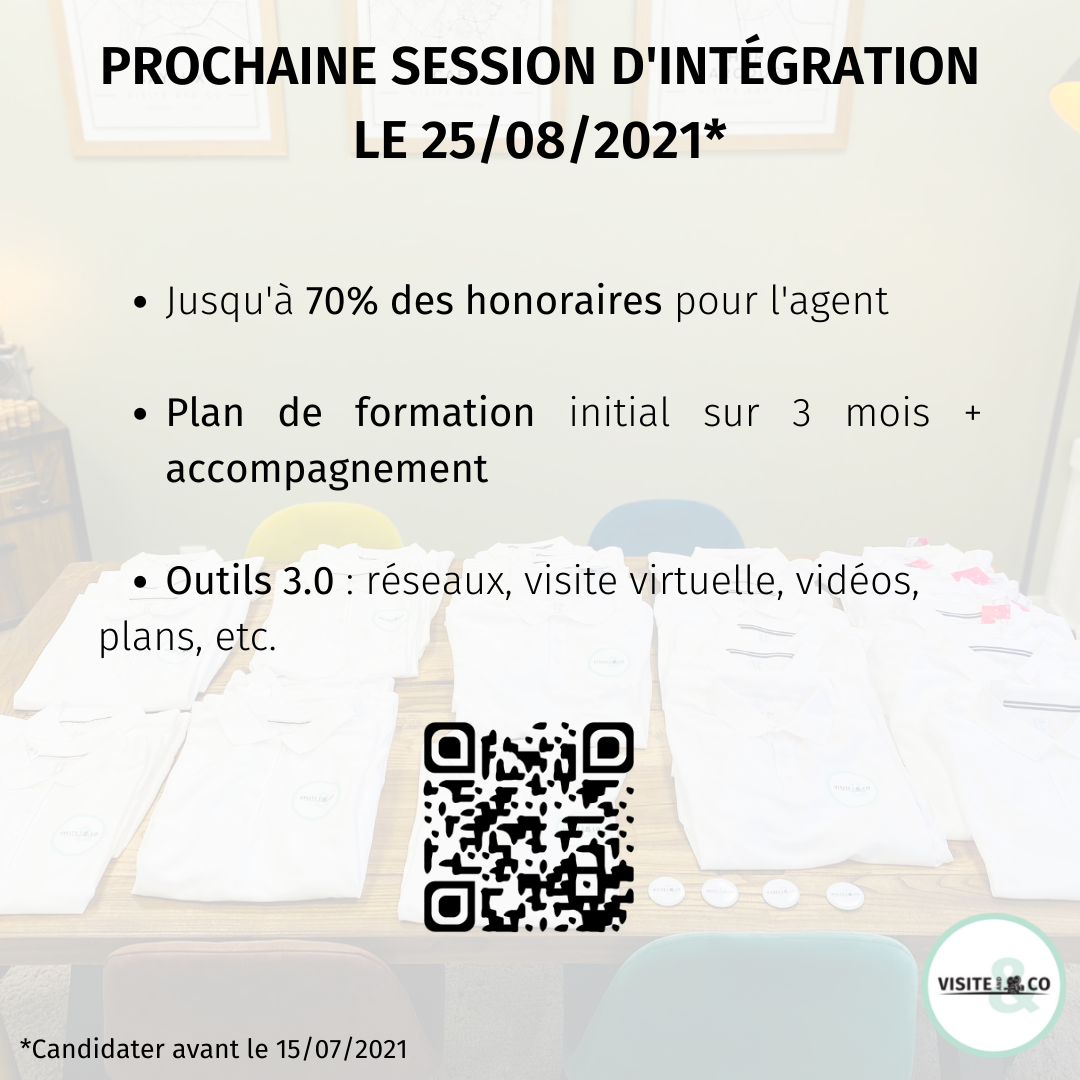 PROCHAINE SESSION D'INTÉGRATION
LE 25/08/2021*
• Jusqu'à 70% des honoraires pour l'agent
• Plan de formation initial sur 3 mois +
accompagnement
• Outils 3.0 : réseaux, visite virtuelle, vidéos,
plans, etc.
VISITE AND CO
&
*Candidater avant le 15/07/2021